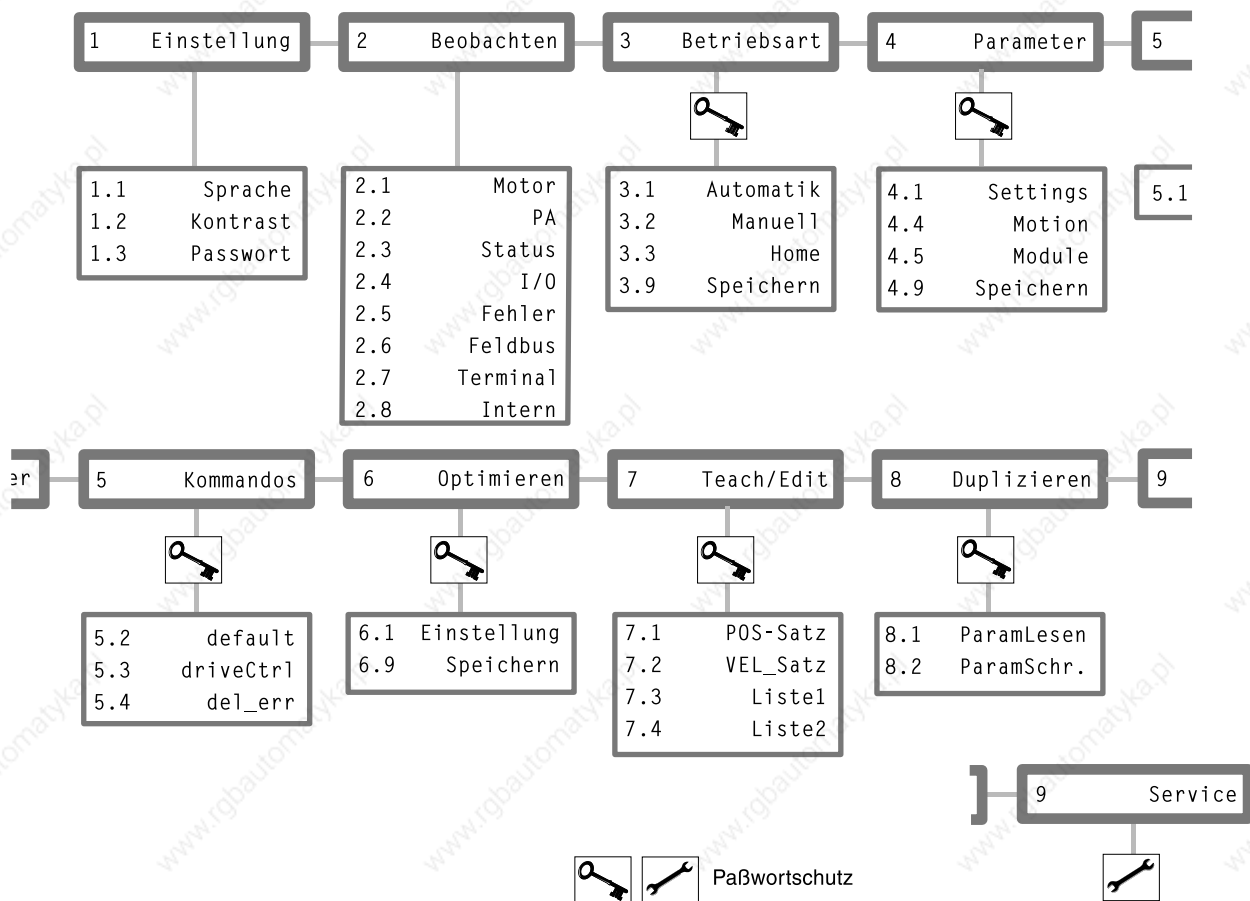 1 Einstellung
2 Beobachten
3 Betriebsart
4 Parameter
5
1.1 Sprache
1.2 Kontrast
1.3 Passwort
2.1 Motor
2.2 PA
2.3 Status
2.4 I/O
2.5 Fehler
2.6 Feldbus
2.7 Terminal
2.8 Intern
3.1 Automatik
3.2 Manuell
3.3 Home
3.9 Speichern
4.1 Settings
4.4 Motion
4.5 Module
4.9 Speichern
5.1
er
5 Kommandos
6 Optimieren
7 Teach/Edit
8 Duplizieren
9
5.2 default
5.3 driveCtrl
5.4 del_err
6.1 Einstellung
6.9 Speichern
7.1 POS-Satz
7.2 VEL_Satz
7.3 Liste1
7.4 Liste2
8.1 ParamLesen
8.2 ParamSchr.
9 Service
Paßwortschutz
www.rgbautomatyka.pl